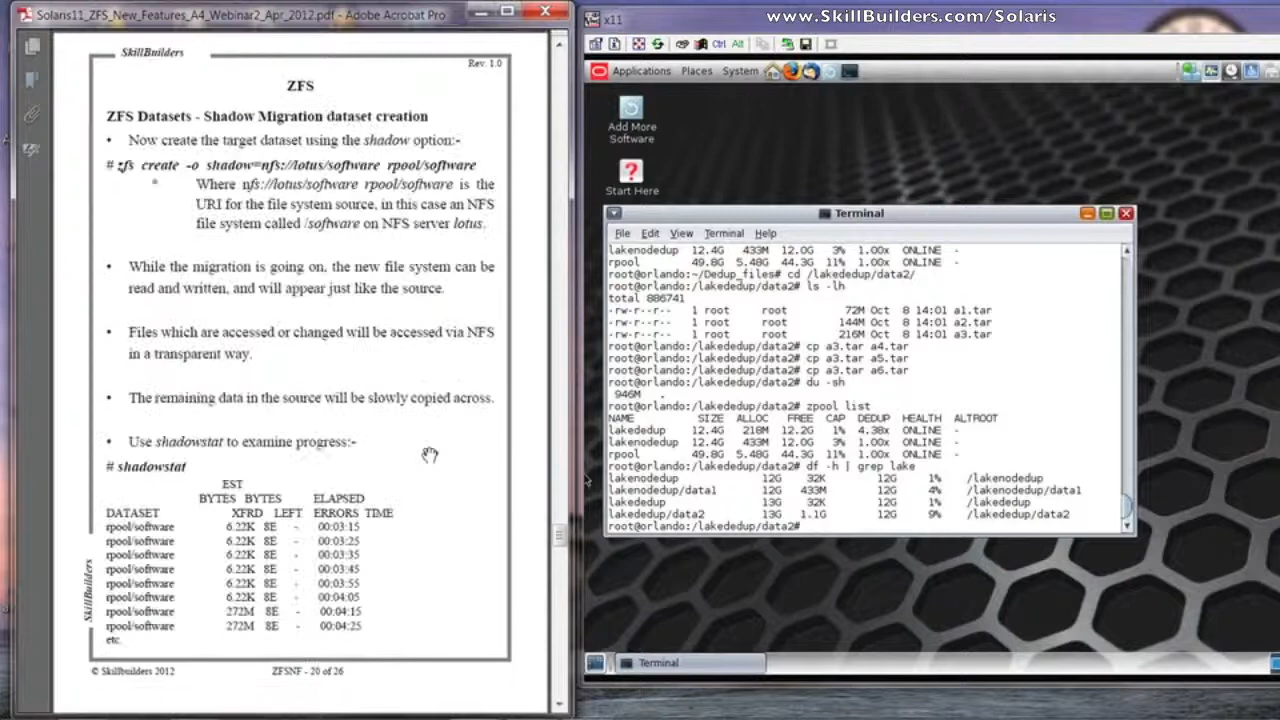 Solaris11_ZFS_New_Features_A4_Webinar2_Apr_2012.pdf - Adobe Acrobat Pro
SkillBuilders
Rev. 1.0
ZFS
ZFS Datasets - Shadow Migration dataset creation
• Now create the target dataset using the shadow option:-
# zfs create -o shadow=nfs://lotus/software rpool/software
* Where nfs://lotus/software rpool/software is the
URI for the file system source, in this case an NFS
file system called /software on NFS server lotus.
• While the migration is going on, the new file system can be
read and written, and will appear just like the source.
• Files which are accessed or changed will be accessed via NFS
in a transparent way.
• The remaining data in the source will be slowly copied across.
• Use shadowstat to examine progress:-
# shadowstat
EST
BYTES BYTES ELAPSED
DATASET XFRD LEFT ERRORS TIME
rpool/software 6.22K 8E - 00:03:15
rpool/software 6.22K 8E - 00:03:25
rpool/software 6.22K 8E - 00:03:35
rpool/software 6.22K 8E - 00:03:45
rpool/software 6.22K 8E - 00:03:55
rpool/software 6.22K 8E - 00:04:05
rpool/software 272M 8E - 00:04:15
rpool/software 272M 8E - 00:04:25
etc.
SkillBuilders
© Skillbuilders 2012 ZFSNF - 20 of 26
x11
www.SkillBuilders.com/Solaris
Ctrl Alt
Applications Places System
Add More
Software
Start Here
Terminal
File Edit View Terminal Help
lakenodedup 12.4G 433M 12.0G 3% 1.00x ONLINE -
rpool 49.8G 5.48G 44.3G 11% 1.00x ONLINE -
root@orlando:~/Dedup_files# cd /lakededup/data2/
root@orlando:/lakededup/data2# ls -lh
total 886741
-rw-r--r-- 1 root root 72M Oct 8 14:01 a1.tar
-rw-r--r-- 1 root root 144M Oct 8 14:01 a2.tar
-rw-r--r-- 1 root root 216M Oct 8 14:01 a3.tar
root@orlando:/lakededup/data2# cp a3.tar a4.tar
root@orlando:/lakededup/data2# cp a3.tar a5.tar
root@orlando:/lakededup/data2# cp a3.tar a6.tar
root@orlando:/lakededup/data2# du -sh
946M .
root@orlando:/lakededup/data2# zpool list
NAME SIZE ALLOC FREE CAP DEDUP HEALTH ALTROOT
lakededup 12.4G 218M 12.2G 1% 4.38x ONLINE -
lakenodedup 12.4G 433M 12.0G 3% 1.00x ONLINE -
rpool 49.8G 5.48G 44.3G 11% 1.00x ONLINE -
root@orlando:/lakededup/data2# df -h | grep lake
lakenodedup 12G 32K 12G 1% /lakenodedup
lakenodedup/data1 12G 433M 12G 4% /lakenodedup/data1
lakededup 13G 32K 12G 1% /lakededup
lakededup/data2 13G 1.1G 12G 9% /lakededup/data2
root@orlando:/lakededup/data2#
Terminal